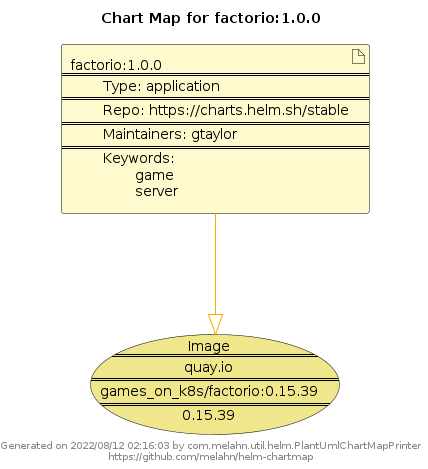 Chart Map for factorio:1.0.0
factorio:1.0.0
Type: application
Repo: https://charts.helm.sh/stable
Maintainers: gtaylor
Keywords:
game
server
Image
quay.io
games_on_k8s/factorio:0.15.39
0.15.39
Generated on 2022/08/12 02:16:03 by com.melahn.util.helm.PlantUmlChartMapPrinter
https://github.com/melahn/helm-chartmap